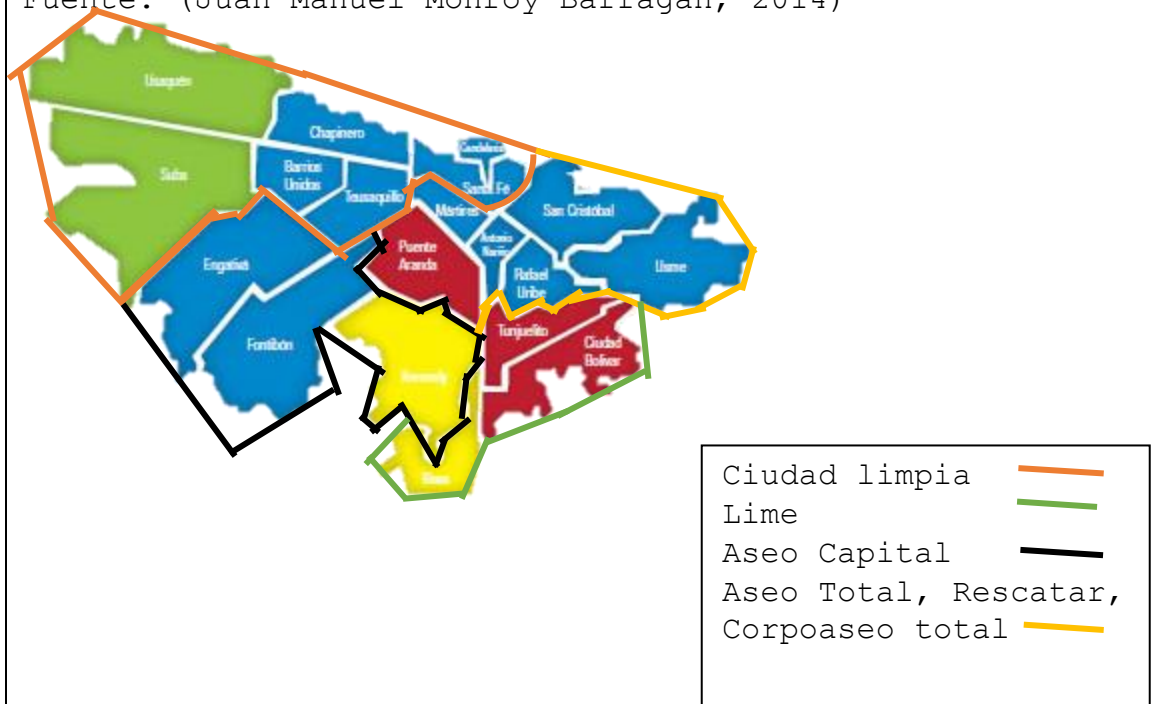 Fuente: (Juan Manuel Monroy Barragán, 2014)
Usaquén
Chapinero
Candelaria
Barrios
Unidos
Suba
Santa Fé
Teusaquillo
Mártires
San Cristóbal
Antonio
Nariño
Puente
Aranda
Engativá
Usme
Rafael
Uribe
Tunjuelito
Fontibón
Ciudad
Bolívar
Kennedy
Bosa
Ciudad limpia
Lime
Aseo Capital
Aseo Total, Rescatar,
Corpoaseo total